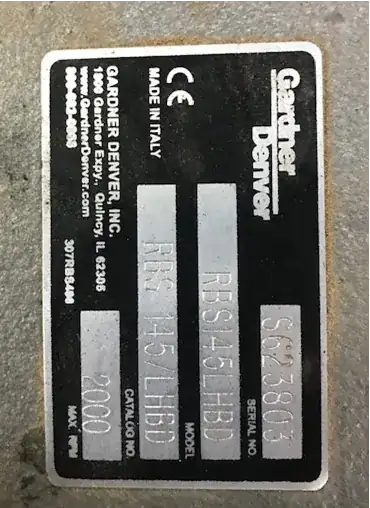 Gardner
Denver
S623803
SERIAL NO.
RBS145LHBD
MODEL
RBS 145/LHBD
CATALOG NO.
2000
MAX. RPM
CE
MADE IN ITALY
GARDNER DENVER, INC.
1800 Gardner Expy., Quincy, IL 62305
www.GardnerDenver.com
307RBS400